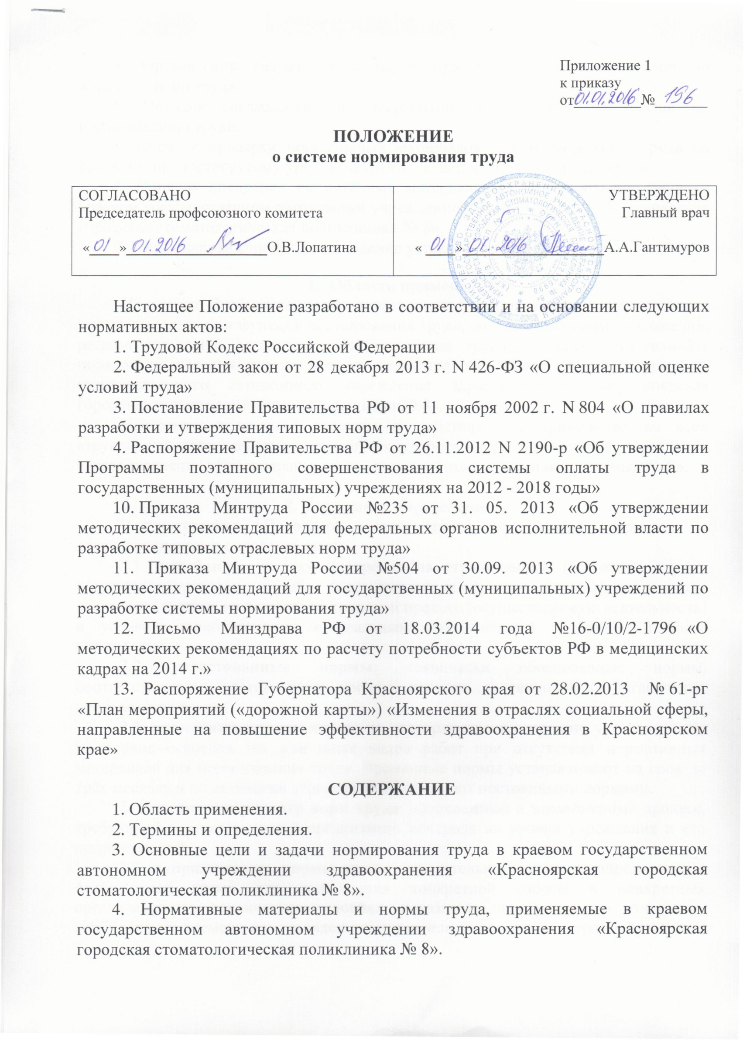 Приложение 1
к приказу
от 01.01.2016 № 196
ПОЛОЖЕНИЕ
о системе нормирования труда
СОГЛАСОВАНО
Председатель профсоюзного комитета
« 01 » 01.2016 О.В.Лопатина
УТВЕРЖДЕНО
Главный врач
« 01 » 01. 2016 А.А.Гантимуров
Настоящее Положение разработано в соответствии и на основании следующих
нормативных актов:
1. Трудовой Кодекс Российской Федерации
2. Федеральный закон от 28 декабря 2013 г. N 426-ФЗ «О специальной оценке
условий труда»
3. Постановление Правительства РФ от 11 ноября 2002 г. N 804 «О правилах
разработки и утверждения типовых норм труда»
4. Распоряжение Правительства РФ от 26.11.2012 N 2190-р «Об утверждении
Программы поэтапного совершенствования системы оплаты труда в
государственных (муниципальных) учреждениях на 2012 - 2018 годы»
10. Приказа Минтруда России №235 от 31. 05. 2013 «Об утверждении
методических рекомендаций для федеральных органов исполнительной власти по
разработке типовых отраслевых норм труда»
11. Приказа Минтруда России №504 от 30.09. 2013 «Об утверждении
методических рекомендаций для государственных (муниципальных) учреждений по
разработке системы нормирования труда»
12. Письмо Минздрава РФ от 18.03.2014 года №16-0/10/2-1796 «О
методических рекомендациях по расчету потребности субъектов РФ в медицинских
кадрах на 2014 г.»
13. Распоряжение Губернатора Красноярского края от 28.02.2013 № 61-рг
«План мероприятий («дорожной карты») «Изменения в отраслях социальной сферы,
направленные на повышение эффективности здравоохранения в Красноярском
крае»
СОДЕРЖАНИЕ
1. Область применения.
2. Термины и определения.
3. Основные цели и задачи нормирования труда в краевом государственном
автономном учреждении здравоохранения «Красноярская городская
стоматологическая поликлиника № 8».
4. Нормативные материалы и нормы труда, применяемые в краевом
государственном автономном учреждении здравоохранения «Красноярская
городская стоматологическая поликлиника № 8».